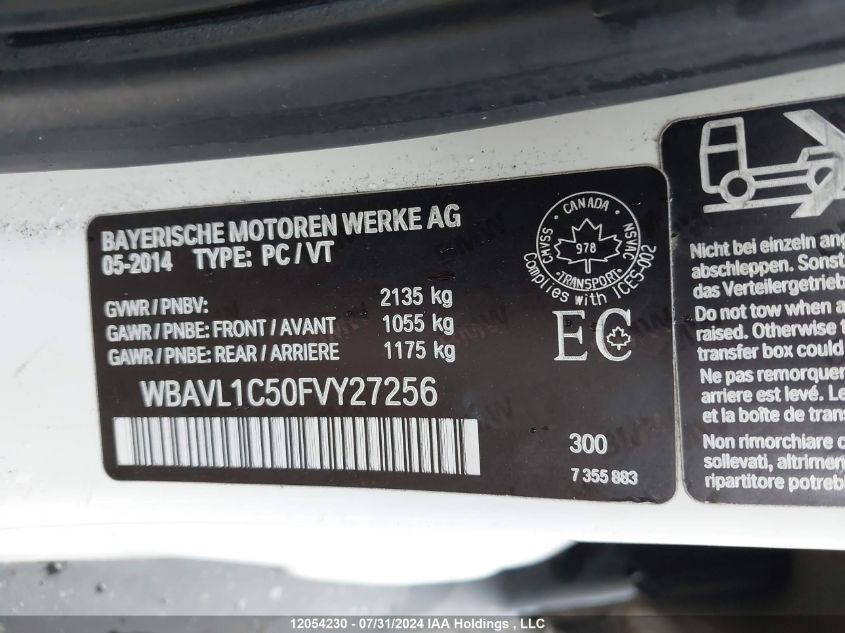 BAYERISCHE MOTOREN WERKE AG
05-2014 TYPE: PC / VT
GVWR / PNBV: 2135 kg
GAWR / PNBE: FRONT / AVANT 1055 kg
GAWR / PNBE: REAR / ARRIERE 1175 kg
WBAVL1C50FVY27256
300
7 355 883
CANADA
SWVSS
NSVAC
978
TRANSPORTS
Complies with ICES-002
EC
Nicht bei einzeln ang
abschleppen. Sonst
das Verteilergetriebe
Do not tow when a
raised. Otherwise t
transfer box could
Ne pas remorquer
arriere est levé. Le
et la boîte de trans
Non rimorchiare c
sollevati, altrimen
ripartitore potreb
12054230 - 07/31/2024 IAA Holdings , LLC